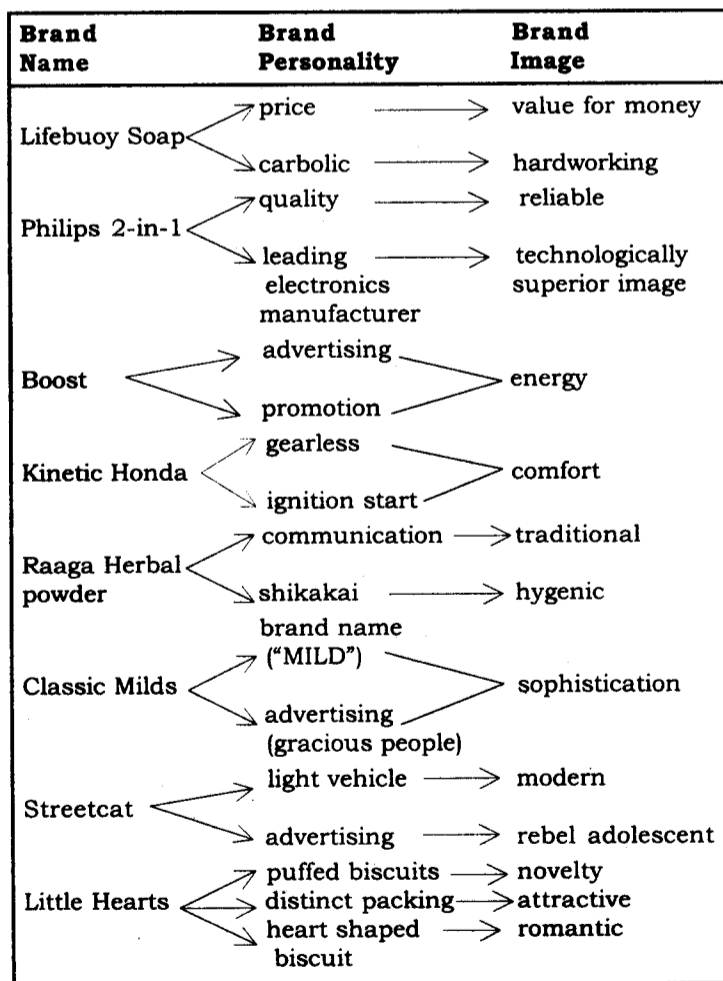 Brand Name
Brand Personality
Brand Image
Lifebuoy Soap
price
value for money
carbolic
hardworking
Philips 2-in-1
quality
reliable
leading
electronics
manufacturer
technologically
superior image
Boost
advertising
promotion
energy
Kinetic Honda
gearless
ignition start
comfort
Raaga Herbal
powder
communication
traditional
shikakai
hygenic
Classic Milds
brand name
("MILD")
advertising
(gracious people)
sophistication
Streetcat
light vehicle
modern
advertising
rebel adolescent
Little Hearts
puffed biscuits
novelty
distinct packing
attractive
heart shaped
biscuit
romantic